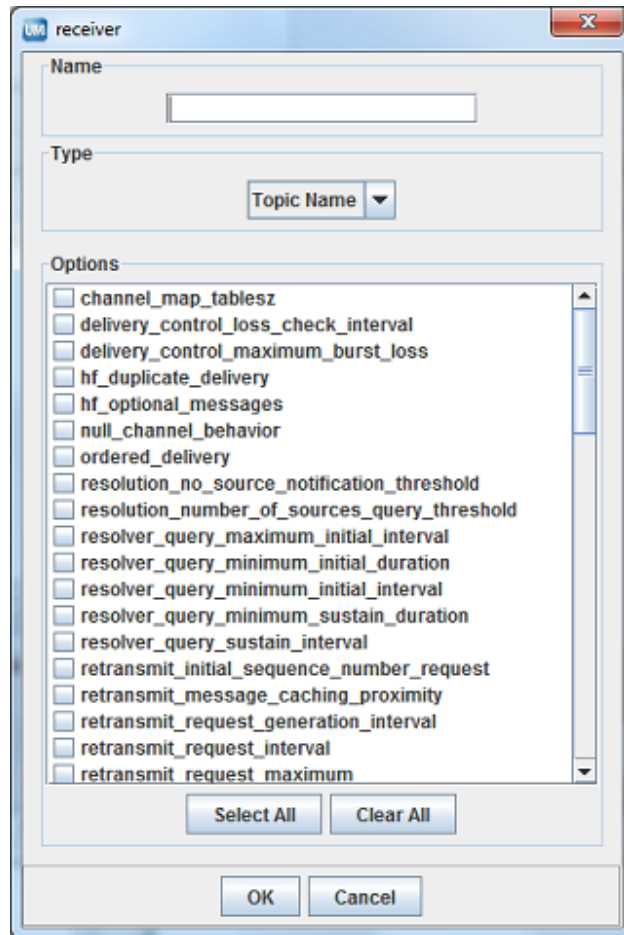 UM receiver
Name
Type
Topic Name
Options
channel_map_tablesz
delivery_control_loss_check_interval
delivery_control_maximum_burst_loss
hf_duplicate_delivery
hf_optional_messages
null_channel_behavior
ordered_delivery
resolution_no_source_notification_threshold
resolution_number_of_sources_query_threshold
resolver_query_maximum_initial_interval
resolver_query_minimum_initial_duration
resolver_query_minimum_initial_interval
resolver_query_minimum_sustain_duration
resolver_query_sustain_interval
retransmit_initial_sequence_number_request
retransmit_message_caching_proximity
retransmit_request_generation_interval
retransmit_request_interval
retransmit_request_maximum
Select All Clear All
OK Cancel